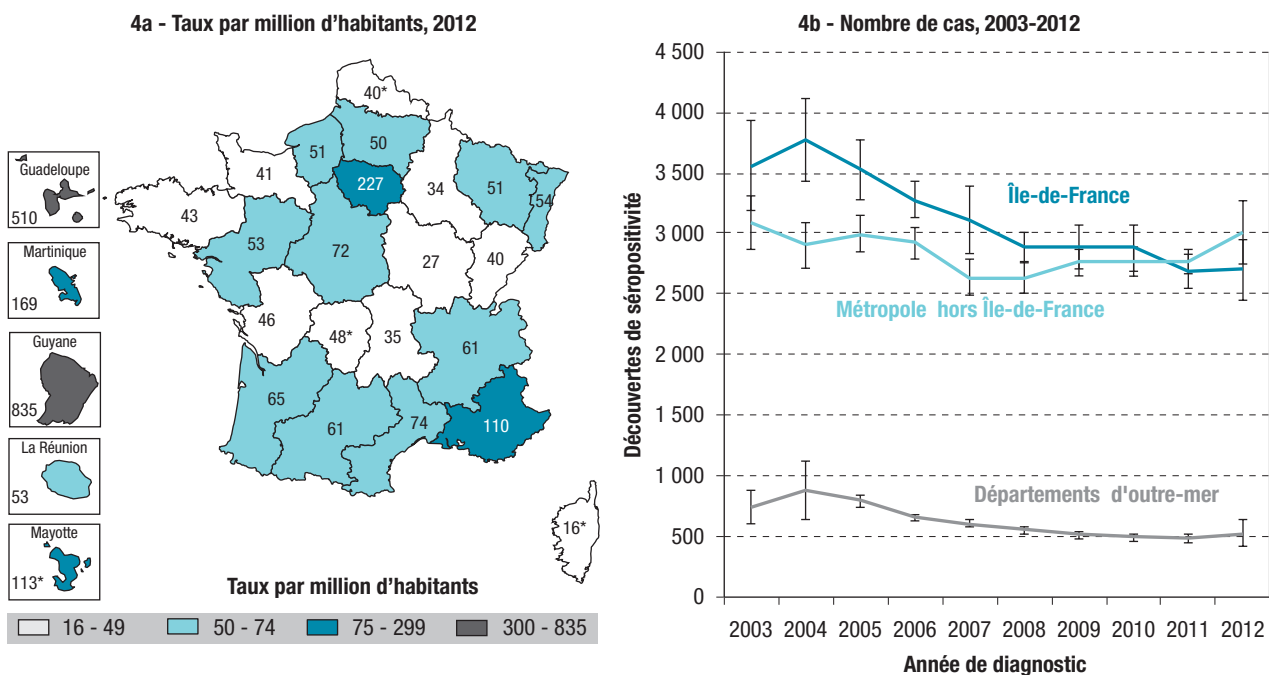 4a - Taux par million d’habitants, 2012
40*
50
51
41
227
34
51
54
43
53
72
27
40
46
48*
35
61
65
61
74
110
16*
Guadeloupe
510
Martinique
169
Guyane
835
La Réunion
53
Mayotte
113*
Taux par million d’habitants
16 - 49
50 - 74
75 - 299
300 - 835
4b - Nombre de cas, 2003-2012
Découvertes de séropositivité
4 500
4 000
3 500
3 000
2 500
2 000
1 500
1 000
500
0
Île-de-France
Métropole hors Île-de-France
Départements d'outre-mer
2003 2004 2005 2006 2007 2008 2009 2010 2011 2012
Année de diagnostic